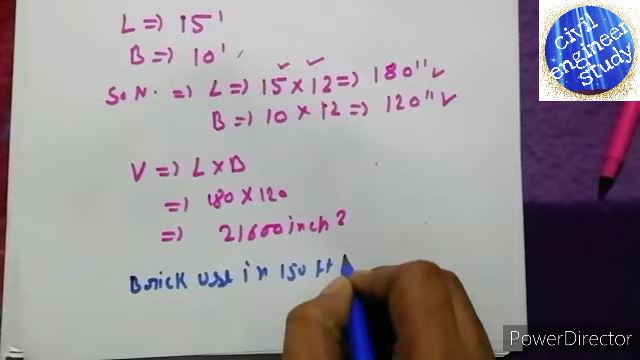 L => 15'
B => 10'
SoN. => L => 15 × 12 => 180"
B => 10 × 12 => 120"
V => L × B
=> 180 × 120
=> 21600 inch²
Brick use in 150 ft
civil
engineer
study
PowerDirector